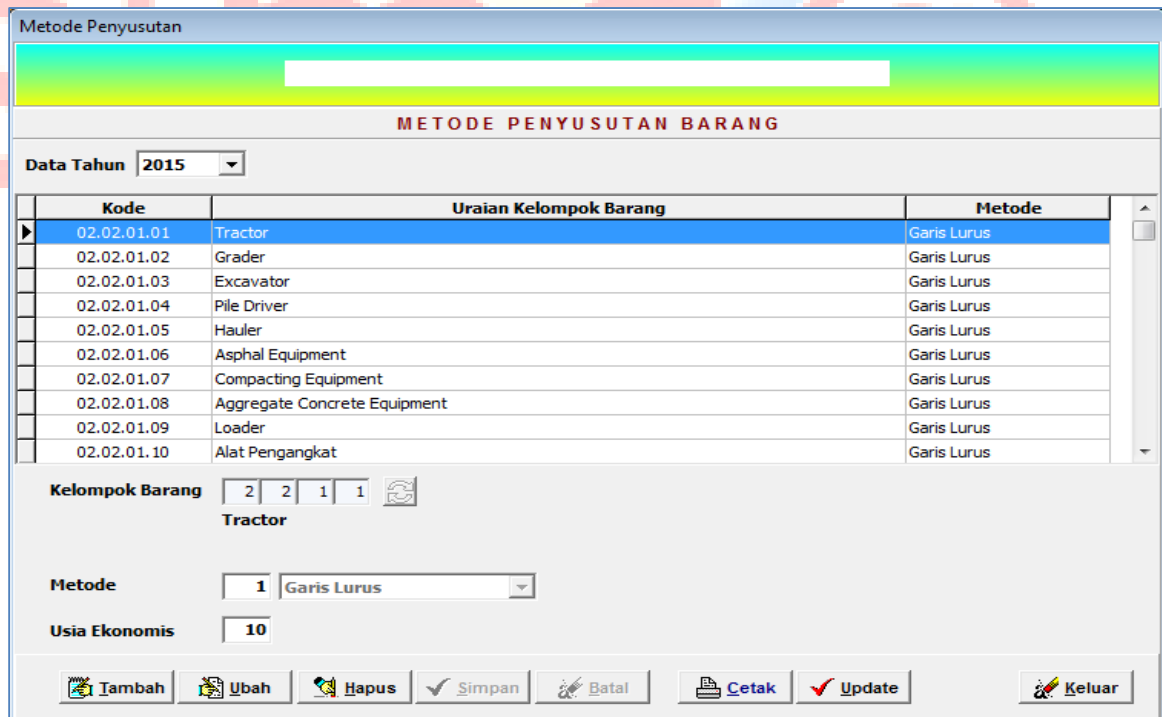 Metode Penyusutan
METODE PENYUSUTAN BARANG
Data Tahun 2015
Kode Uraian Kelompok Barang Metode
02.02.01.01 Tractor Garis Lurus
02.02.01.02 Grader Garis Lurus
02.02.01.03 Excavator Garis Lurus
02.02.01.04 Pile Driver Garis Lurus
02.02.01.05 Hauler Garis Lurus
02.02.01.06 Asphal Equipment Garis Lurus
02.02.01.07 Compacting Equipment Garis Lurus
02.02.01.08 Aggregate Concrete Equipment Garis Lurus
02.02.01.09 Loader Garis Lurus
02.02.01.10 Alat Pengangkat Garis Lurus
Kelompok Barang 2 2 1 1
Tractor
Metode 1 Garis Lurus
Usia Ekonomis 10
Tambah Ubah Hapus Simpan Batal Cetak Update Keluar